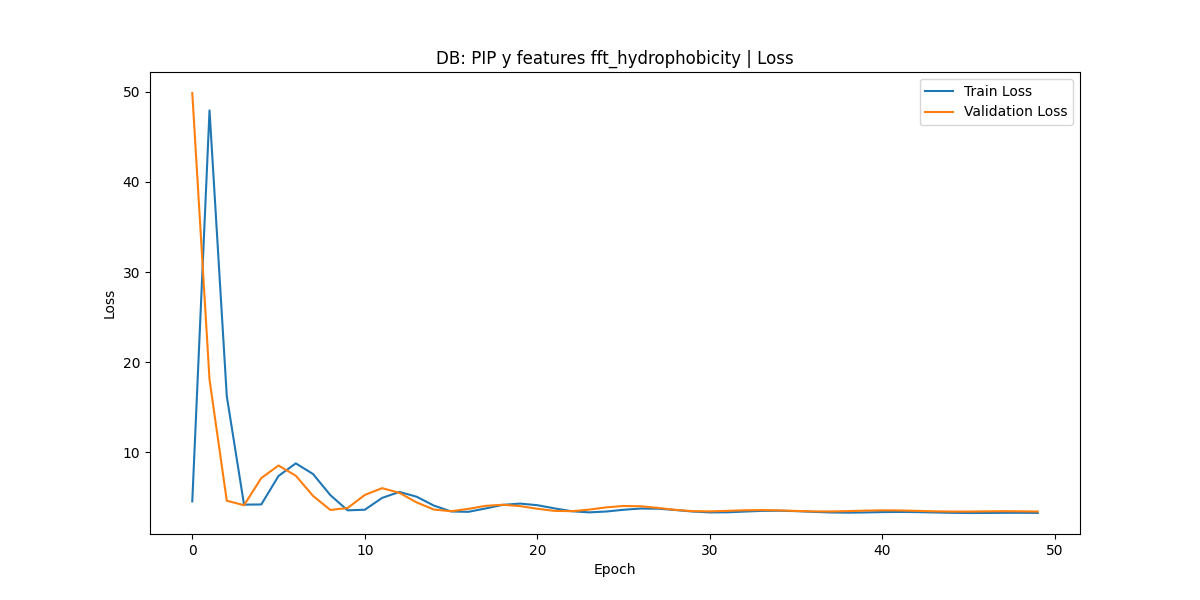 DB: PIP y features fft_hydrophobicity | Loss
Train Loss
Validation Loss
Loss
50
40
30
20
10
0
10
20
30
40
50
Epoch